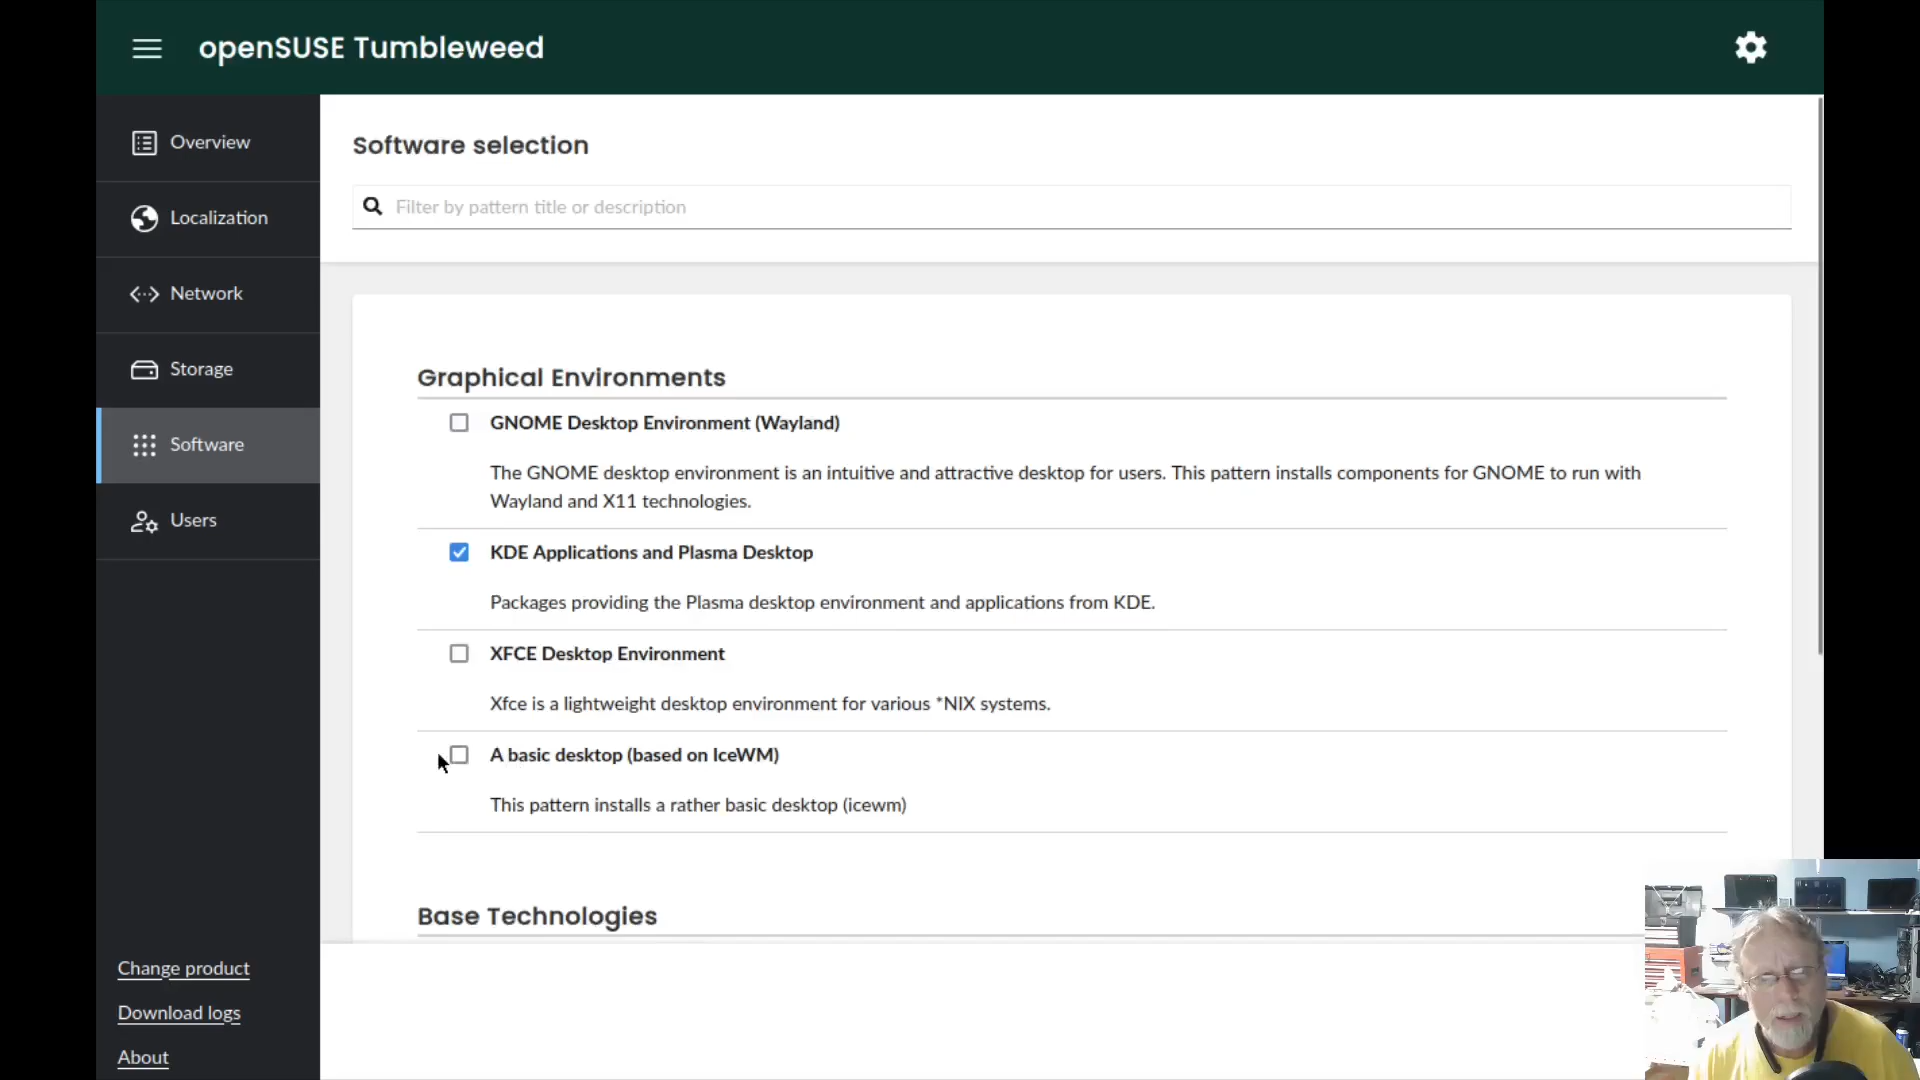 openSUSE Tumbleweed
Overview
Localization
Network
Storage
Software
Users
Change product
Download logs
About
Software selection
Filter by pattern title or description
Graphical Environments
GNOME Desktop Environment (Wayland)
The GNOME desktop environment is an intuitive and attractive desktop for users. This pattern installs components for GNOME to run with
Wayland and X11 technologies.
KDE Applications and Plasma Desktop
Packages providing the Plasma desktop environment and applications from KDE.
XFCE Desktop Environment
Xfce is a lightweight desktop environment for various *NIX systems.
A basic desktop (based on IceWM)
This pattern installs a rather basic desktop (icewm)
Base Technologies